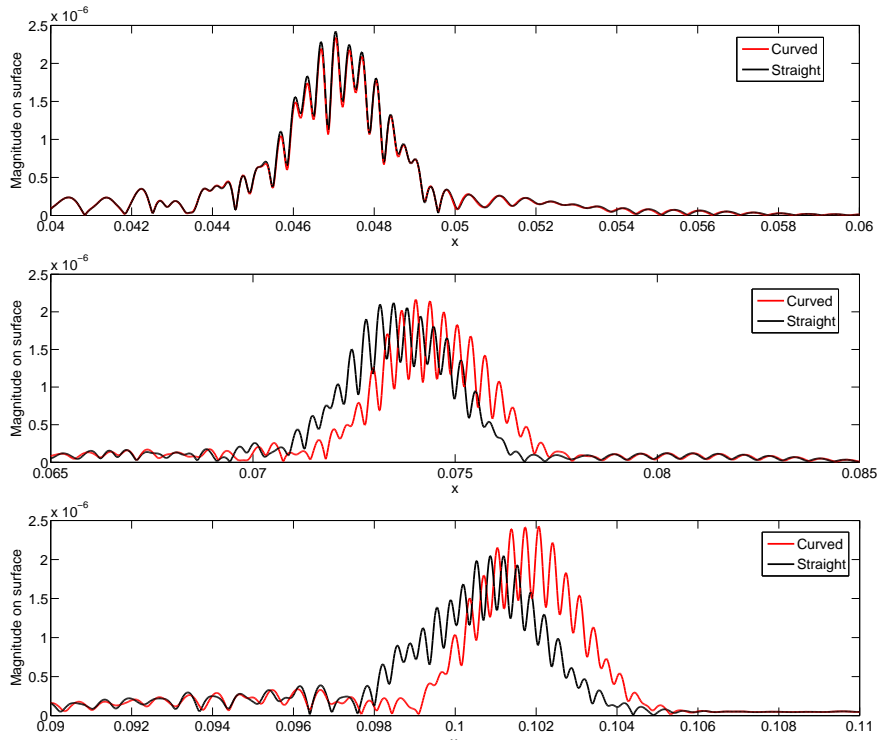 x 10−6
2.5
2
1.5
1
0.5
0
Magnitude on surface
Curved
Straight
0.04 0.042 0.044 0.046 0.048 0.05 0.052 0.054 0.056 0.058 0.06
x
x 10−6
2.5
2
1.5
1
0.5
0
Magnitude on surface
Curved
Straight
0.065 0.07 0.075 0.08 0.085
x
x 10−6
2.5
2
1.5
1
0.5
0
Magnitude on surface
Curved
Straight
0.09 0.092 0.094 0.096 0.098 0.1 0.102 0.104 0.106 0.108 0.11